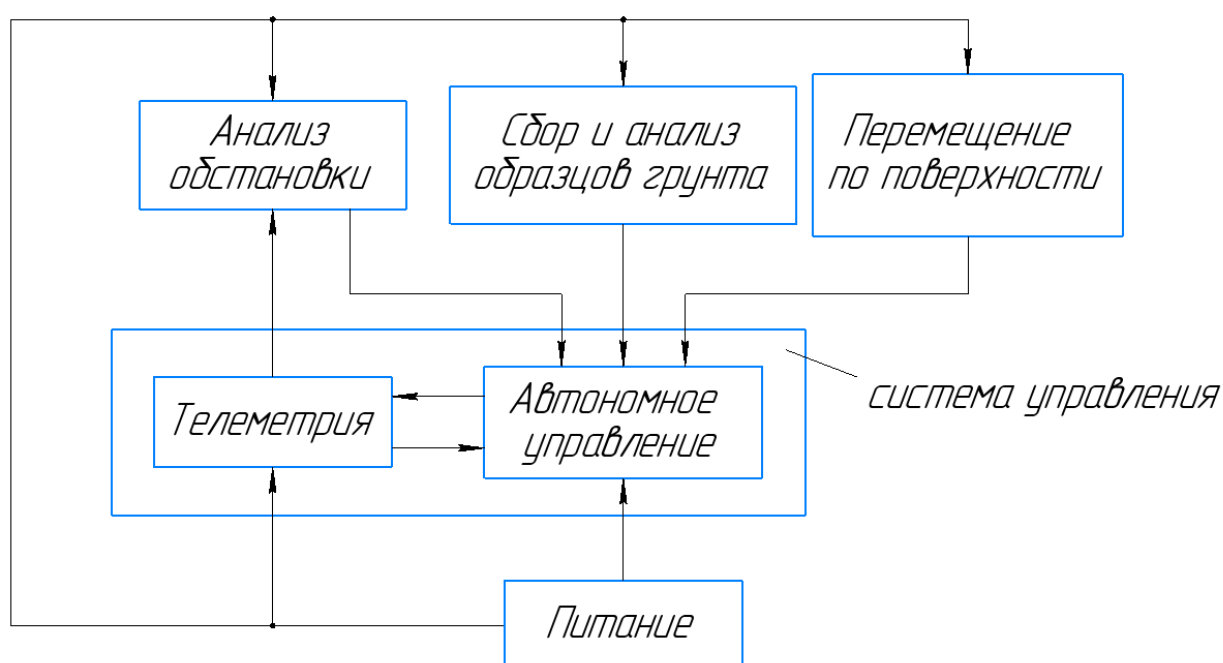 Анализ
обстановки
Сбор и анализ
образцов грунта
Перемещение
по поверхности
Телеметрия
Автономное
управление
система управления
Питание